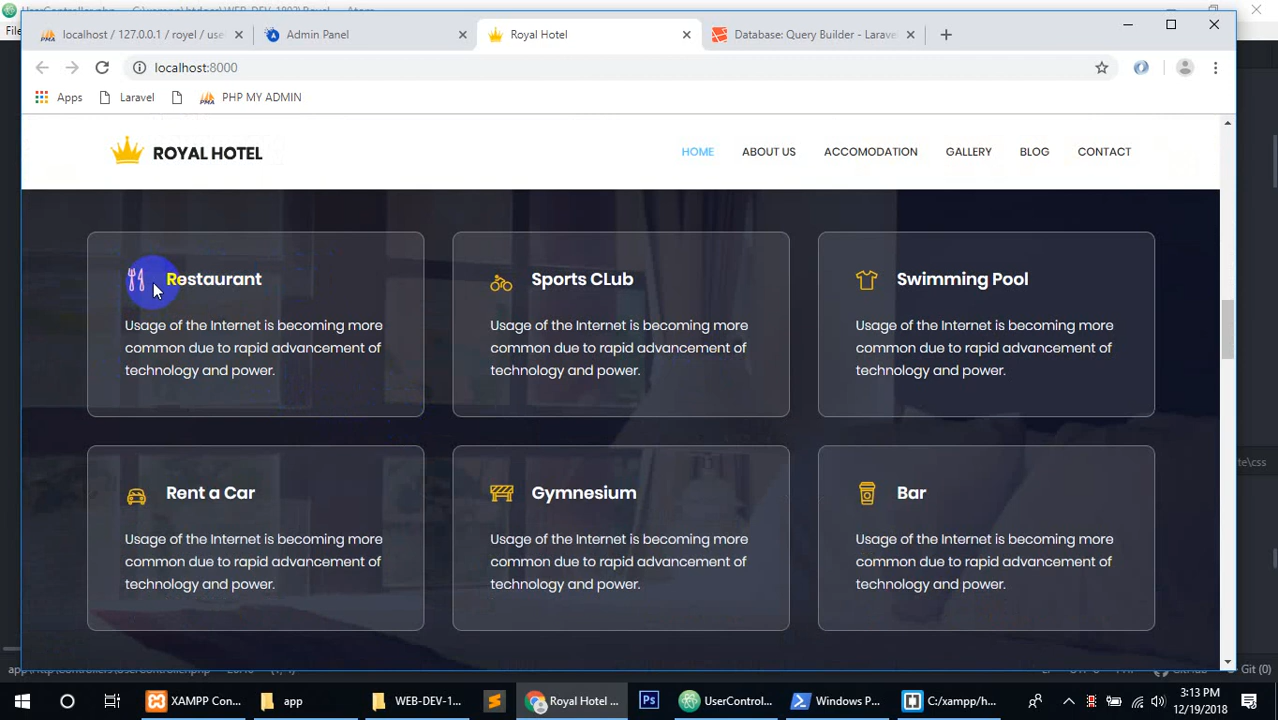 localhost / 127.0.0.1 / royel / use
Admin Panel
Royal Hotel
Database: Query Builder - Larave
localhost:8000
Apps
Laravel
PHP MY ADMIN
ROYAL HOTEL
HOME
ABOUT US
ACCOMODATION
GALLERY
BLOG
CONTACT
Restaurant
Usage of the Internet is becoming more
common due to rapid advancement of
technology and power.
Sports CLub
Usage of the Internet is becoming more
common due to rapid advancement of
technology and power.
Swimming Pool
Usage of the Internet is becoming more
common due to rapid advancement of
technology and power.
Rent a Car
Usage of the Internet is becoming more
common due to rapid advancement of
technology and power.
Gymnesium
Usage of the Internet is becoming more
common due to rapid advancement of
technology and power.
Bar
Usage of the Internet is becoming more
common due to rapid advancement of
technology and power.
Git (0)
XAMPP Con...
app
WEB-DEV-1...
Royal Hotel ...
UserControl...
Windows P...
C:/xampp/h...
3:13 PM
12/19/2018